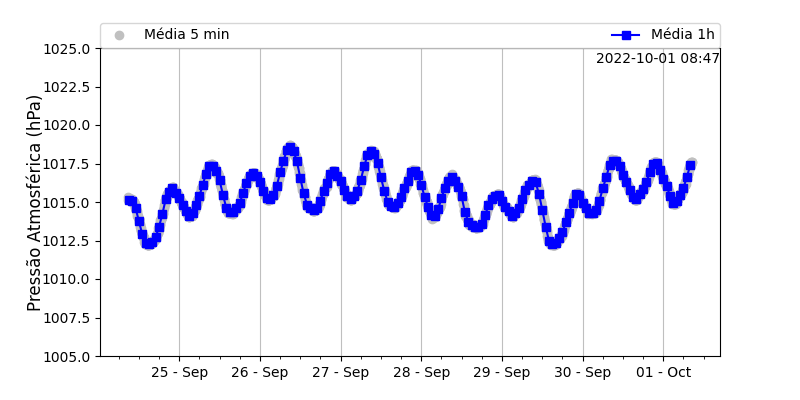 Média 5 min
Média 1h
2022-10-01 08:47
Pressão Atmosférica (hPa)
1025.0
1022.5
1020.0
1017.5
1015.0
1012.5
1010.0
1007.5
1005.0
25 - Sep
26 - Sep
27 - Sep
28 - Sep
29 - Sep
30 - Sep
01 - Oct